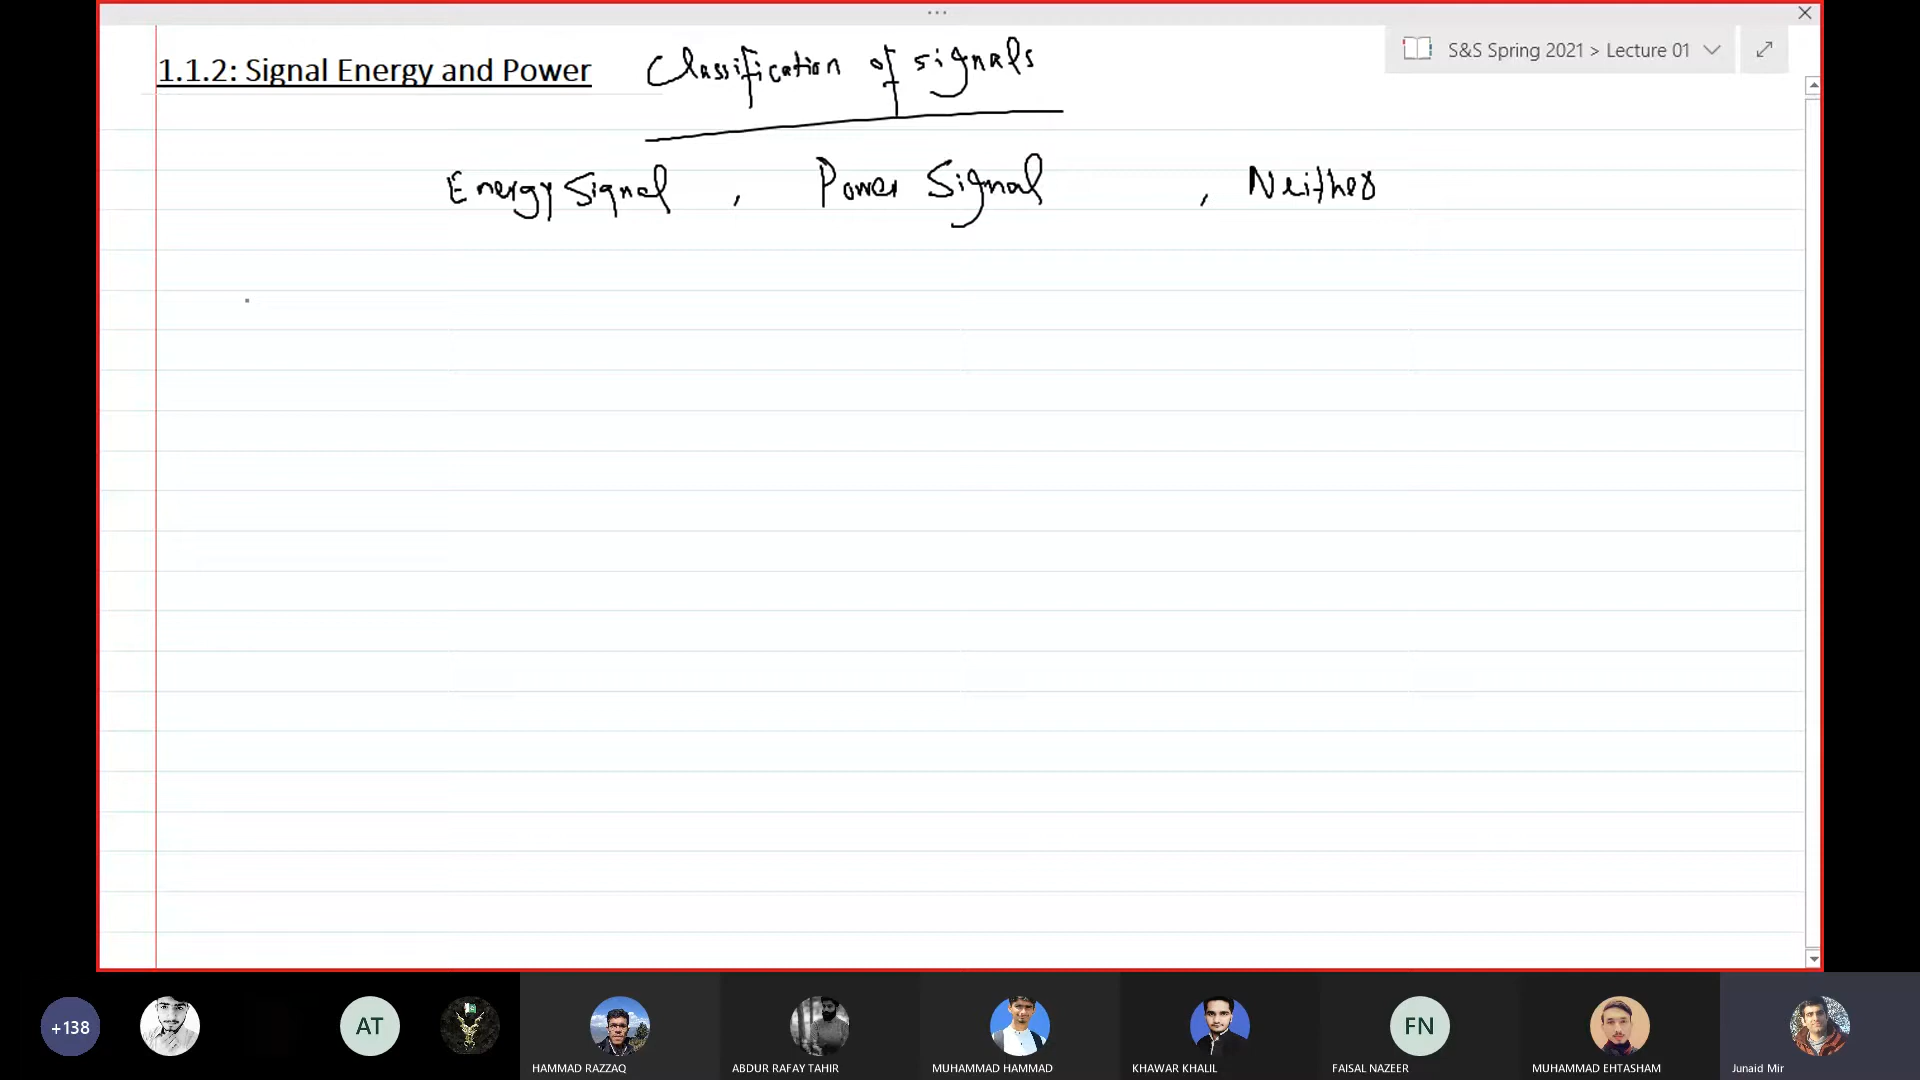 1.1.2: Signal Energy and Power Classification of signals
S&S Spring 2021 > Lecture 01
Energy Signal , Power Signal , Neither
+138
AT
FN
HAMMAD RAZZAQ
ABDUR RAFAY TAHIR
MUHAMMAD HAMMAD
KHAWAR KHALIL
FAISAL NAZEER
MUHAMMAD EHTASHAM
Junaid Mir